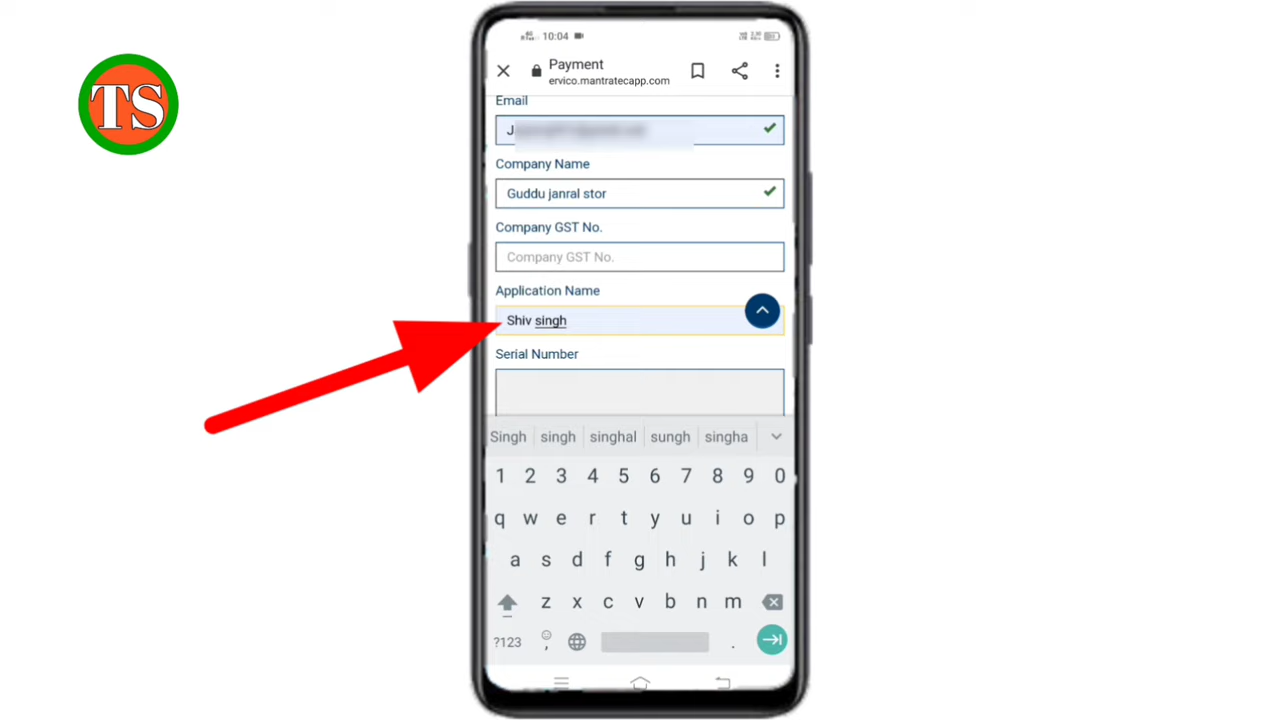 TS
10:04
Payment
ervico.mantratecapp.com
Email
J
Company Name
Guddu janral stor
Company GST No.
Company GST No.
Application Name
Shiv singh
Serial Number
Singh singh singhal sungh singha
1 2 3 4 5 6 7 8 9 0
q w e r t y u i o p
a s d f g h j k l
z x c v b n m
?123 , .